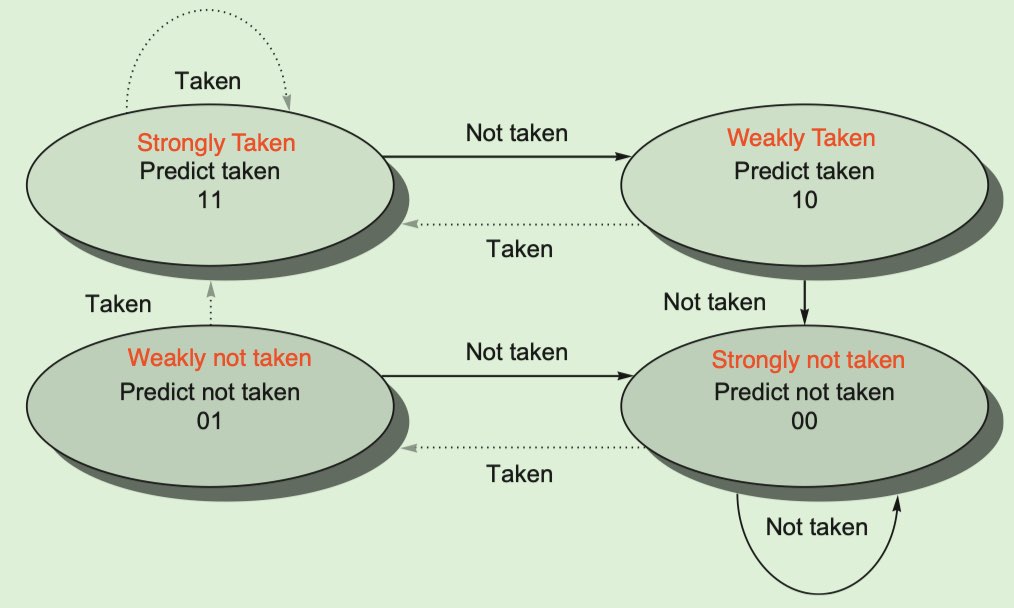 Taken
Strongly Taken
Predict taken
11
Not taken
Weakly Taken
Predict taken
10
Taken
Taken
Not taken
Weakly not taken
Predict not taken
01
Not taken
Strongly not taken
Predict not taken
00
Taken
Not taken